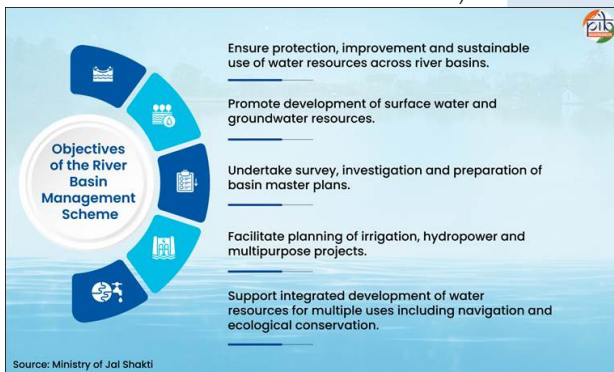 pib
Ensure protection, improvement and sustainable
use of water resources across river basins.
Promote development of surface water and
groundwater resources.
Objectives
of the River
Basin
Management
Scheme
Undertake survey, investigation and preparation of
basin master plans.
Facilitate planning of irrigation, hydropower and
multipurpose projects.
Support integrated development of water
resources for multiple uses including navigation and
ecological conservation.
Source: Ministry of Jal Shakti